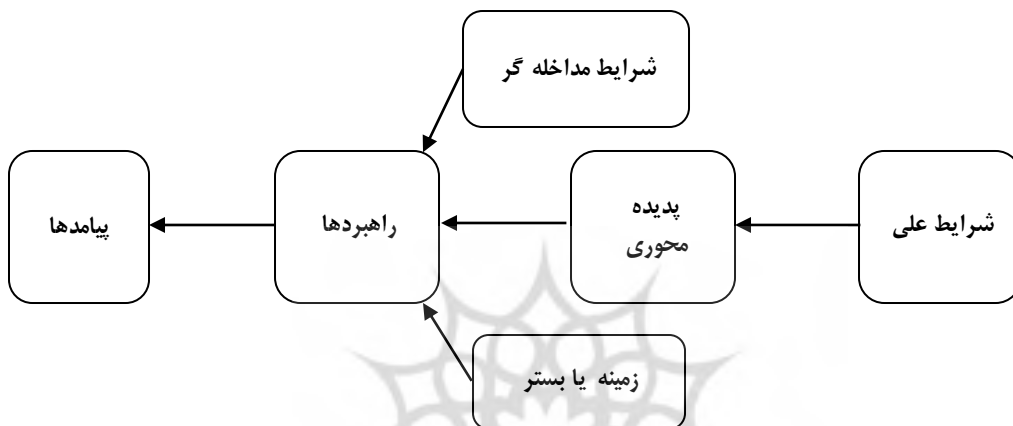 شرایط مداخله گر
شرایط علی
پدیده
محوری
راهبردها
پیامدها
زمینه یا بستر